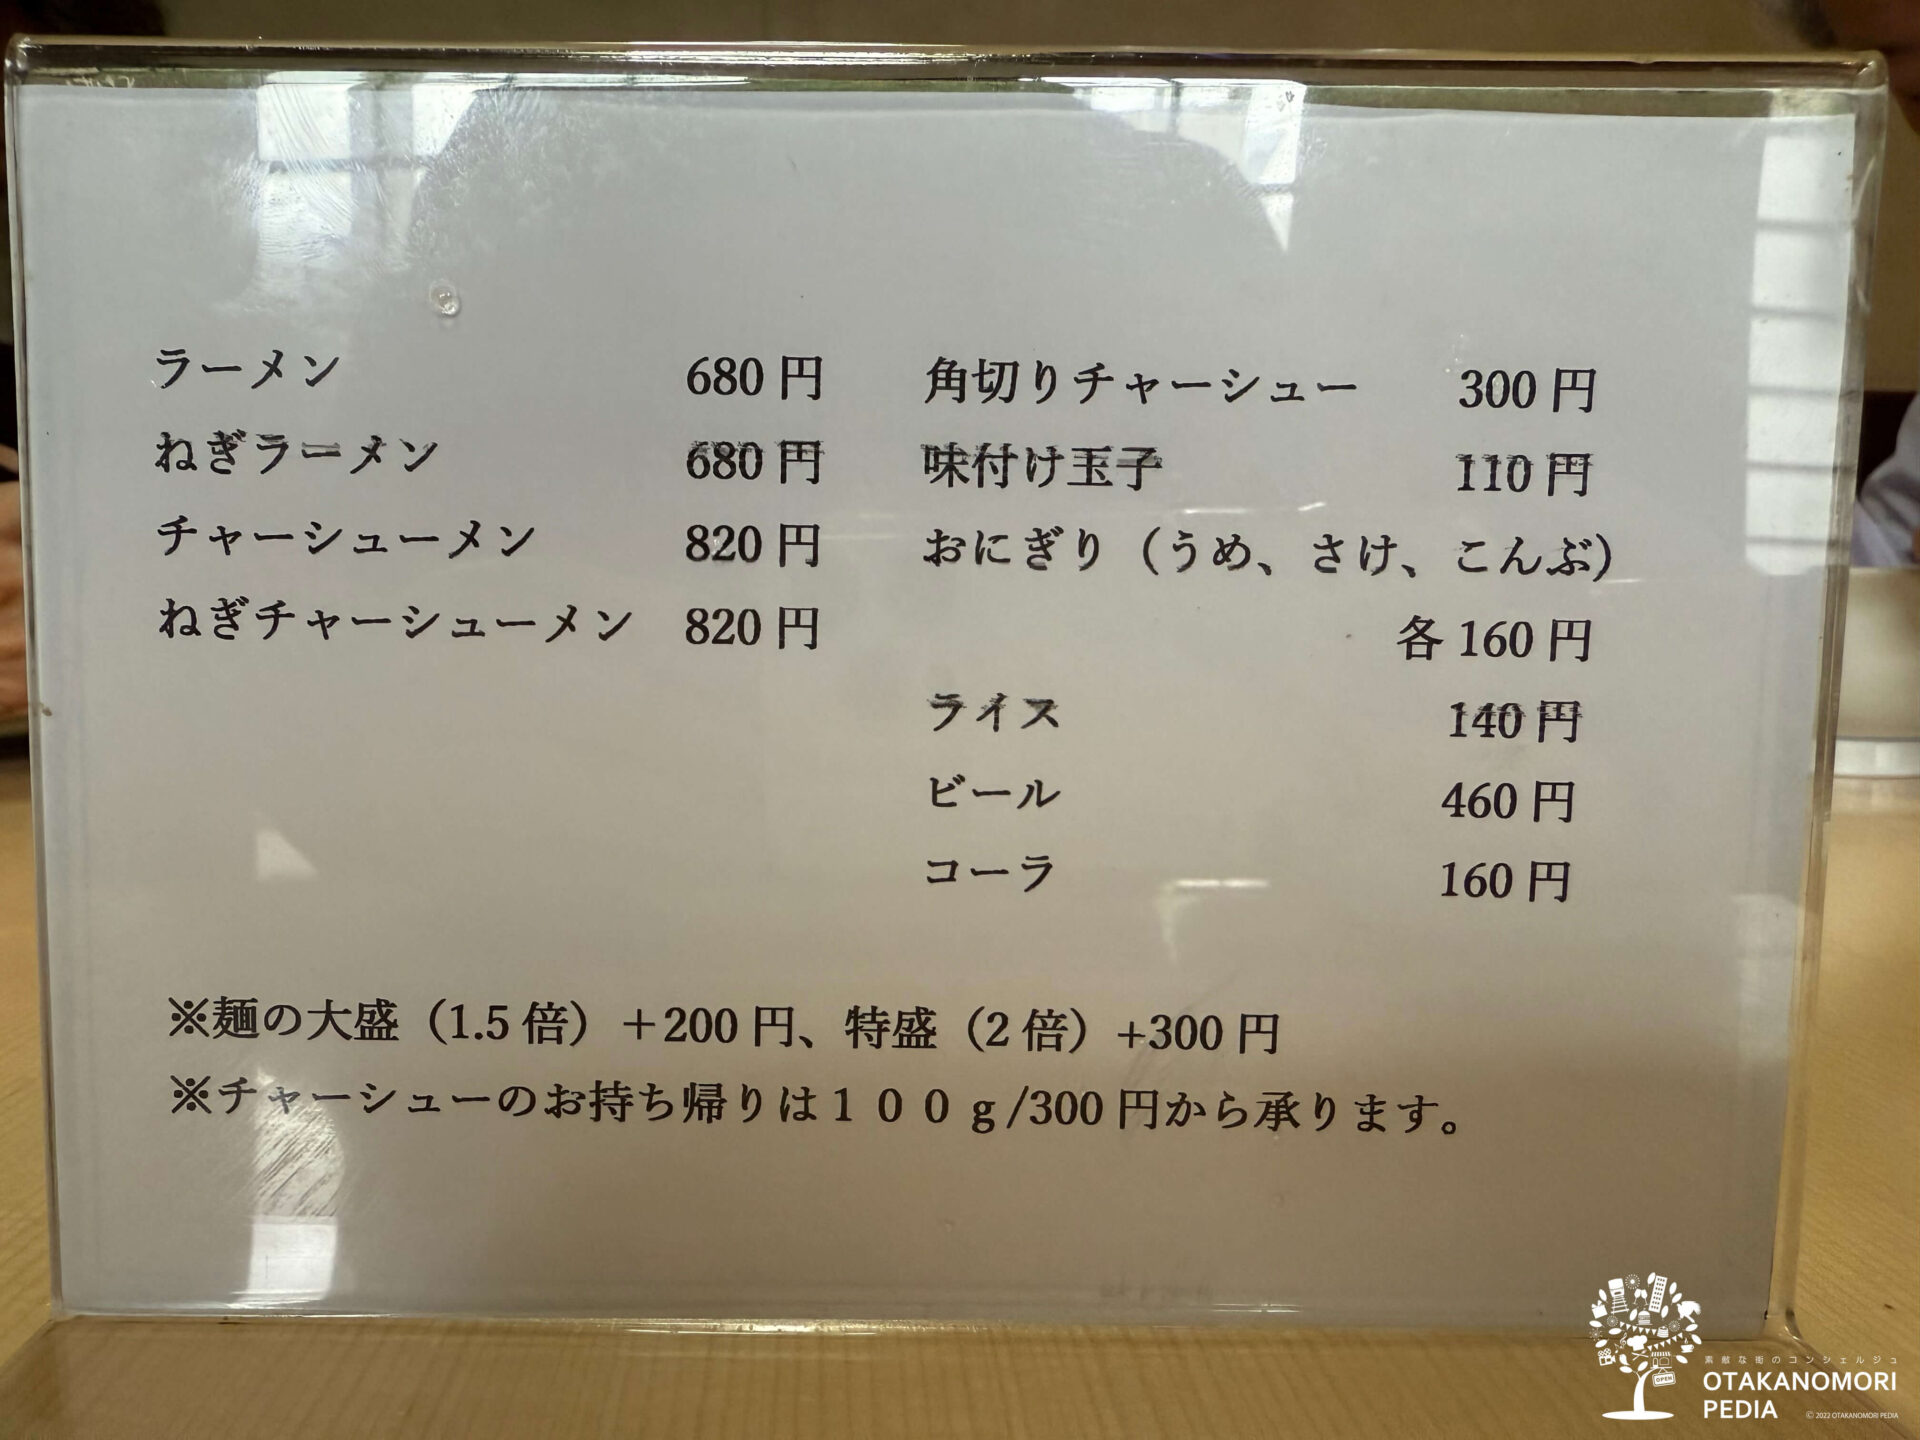 ラーメン 680円
ねぎラーメン 680円
チャーシューメン 820円
ねぎチャーシューメン 820円
角切りチャーシュー 300円
味付け玉子 110円
おにぎり（うめ、さけ、こんぶ）
各160円
ライス 140円
ビール 460円
コーラ 160円
※麺の大盛（1.5倍）＋200円、特盛（2倍）+300円
※チャーシューのお持ち帰りは１００ｇ/300円から承ります。
OPEN
素敵な街のコンシェルジュ
OTAKANOMORI
PEDIA
© 2022 OTAKANOMORI PEDIA